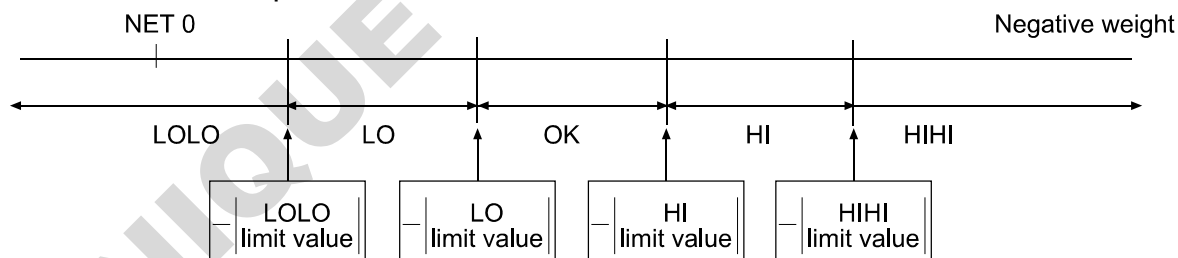 NET 0 Negative weight
LOLO LO OK HI HIHI
LOLO LO HI HIHI
− |limit value| − |limit value| − |limit value| − |limit value|
NIQUE